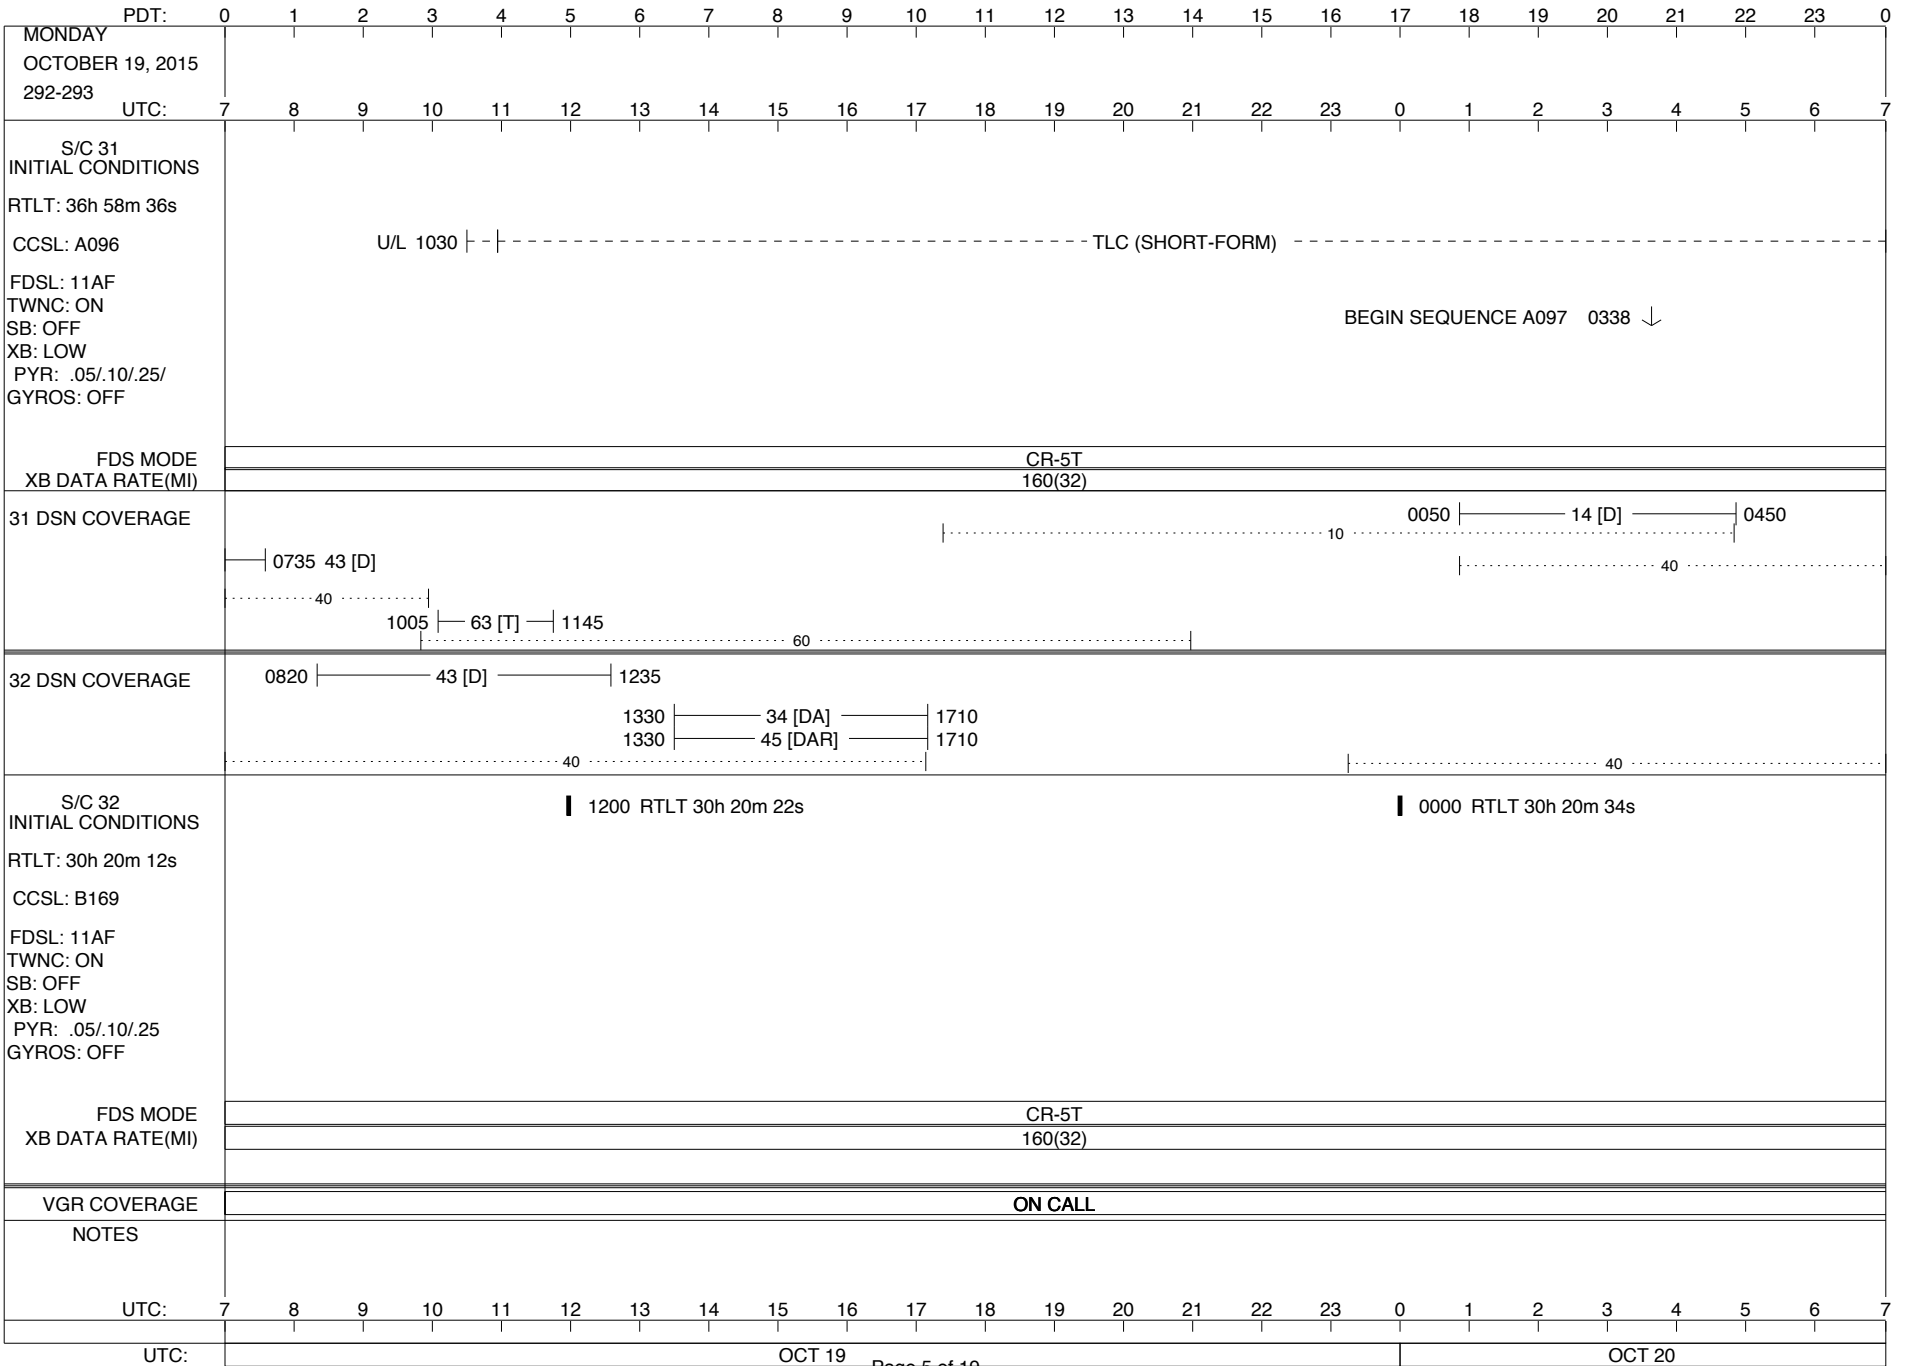 PDT: 0 1 2 3 4 5 6 7 8 9 10 11 12 13 14 15 16 17 18 19 20 21 22 23 0
MONDAY
OCTOBER 19, 2015
292-293
UTC: 7 8 9 10 11 12 13 14 15 16 17 18 19 20 21 22 23 0 1 2 3 4 5 6 7
S/C 31
INITIAL CONDITIONS
RTLT: 36h 58m 36s
CCSL: A096
U/L 1030 TLC (SHORT-FORM)
FDSL: 11AF
TWNC: ON
BEGIN SEQUENCE A097 0338
SB: OFF
XB: LOW
PYR: .05/.10/.25/
GYROS: OFF
FDS MODE CR-5T
XB DATA RATE(MI) 160(32)
31 DSN COVERAGE
0050 14 [D] 0450
10
0735 43 [D]
40
40
1005 63 [T] 1145
60
32 DSN COVERAGE
0820 43 [D] 1235
1330 34 [DA] 1710
1330 45 [DAR] 1710
40 40
S/C 32
INITIAL CONDITIONS
1200 RTLT 30h 20m 22s 0000 RTLT 30h 20m 34s
RTLT: 30h 20m 12s
CCSL: B169
FDSL: 11AF
TWNC: ON
SB: OFF
XB: LOW
PYR: .05/.10/.25
GYROS: OFF
FDS MODE CR-5T
XB DATA RATE(MI) 160(32)
VGR COVERAGE ON CALL
NOTES
UTC: 7 8 9 10 11 12 13 14 15 16 17 18 19 20 21 22 23 0 1 2 3 4 5 6 7
UTC: OCT 19 OCT 20
Page 5 of